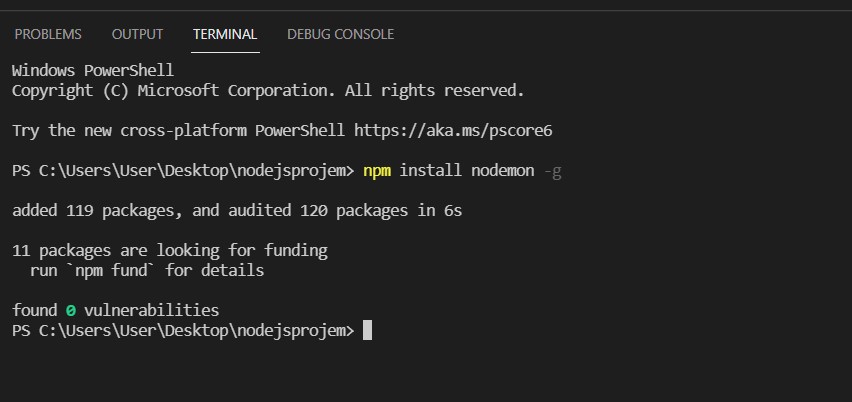 PROBLEMS OUTPUT TERMINAL DEBUG CONSOLE
Windows PowerShell
Copyright (C) Microsoft Corporation. All rights reserved.
Try the new cross-platform PowerShell https://aka.ms/pscore6
PS C:\Users\User\Desktop\nodejsprojem> npm install nodemon -g
added 119 packages, and audited 120 packages in 6s
11 packages are looking for funding
  run `npm fund` for details
found 0 vulnerabilities
PS C:\Users\User\Desktop\nodejsprojem>